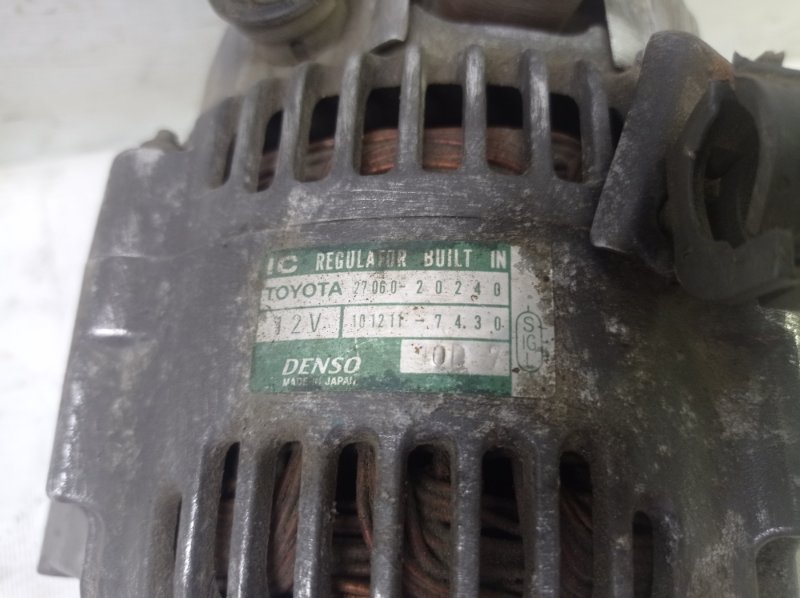 IC REGULATOR BUILT IN
TOYOTA 27060-20240
12V 101211-7430
DENSO
MADE IN JAPAN
S
IG
L